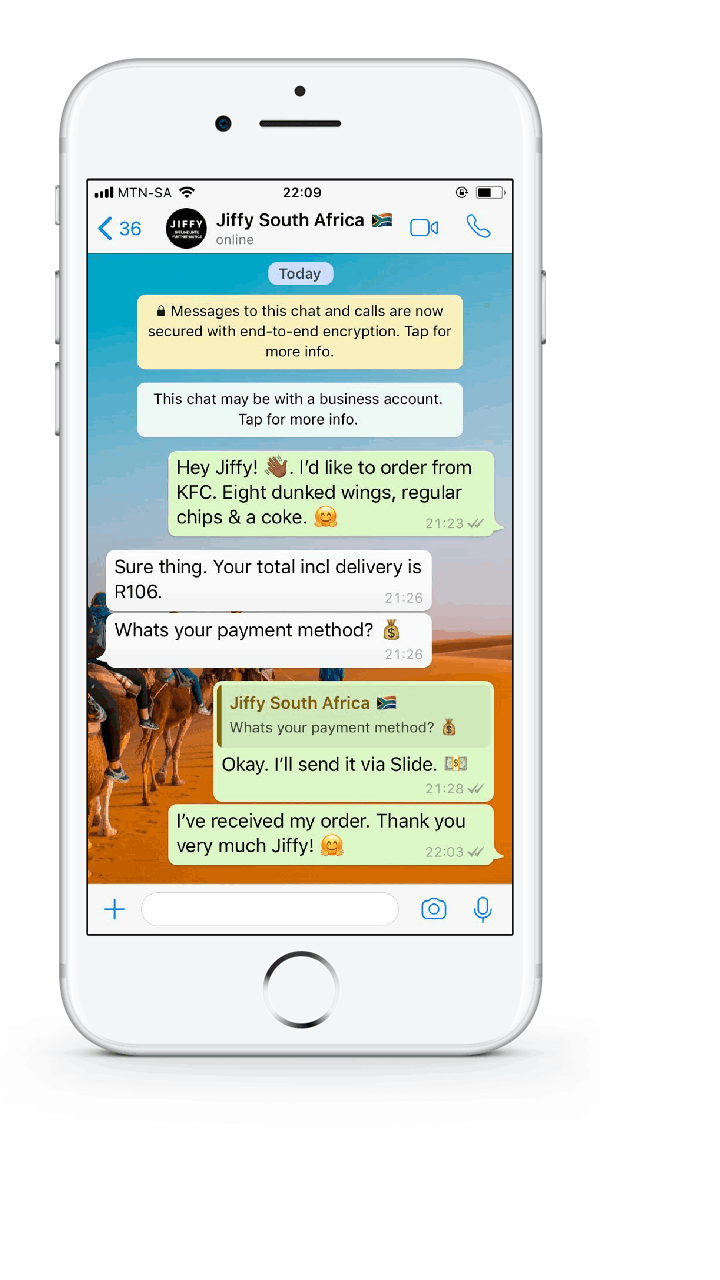 MTN-SA 22:09
36 JIFFY Jiffy South Africa 🇿🇦
online
Today
🔒 Messages to this chat and calls are now
secured with end-to-end encryption. Tap for
more info.
This chat may be with a business account.
Tap for more info.
Hey Jiffy! 👋🏾. I’d like to order from
KFC. Eight dunked wings, regular
chips & a coke. 🤗 21:23
Sure thing. Your total incl delivery is
R106. 21:26
Whats your payment method? 💰
21:26
Jiffy South Africa 🇿🇦
Whats your payment method? 💰
Okay. I’ll send it via Slide. 💵
21:28
I’ve received my order. Thank you
very much Jiffy! 🤗 22:03